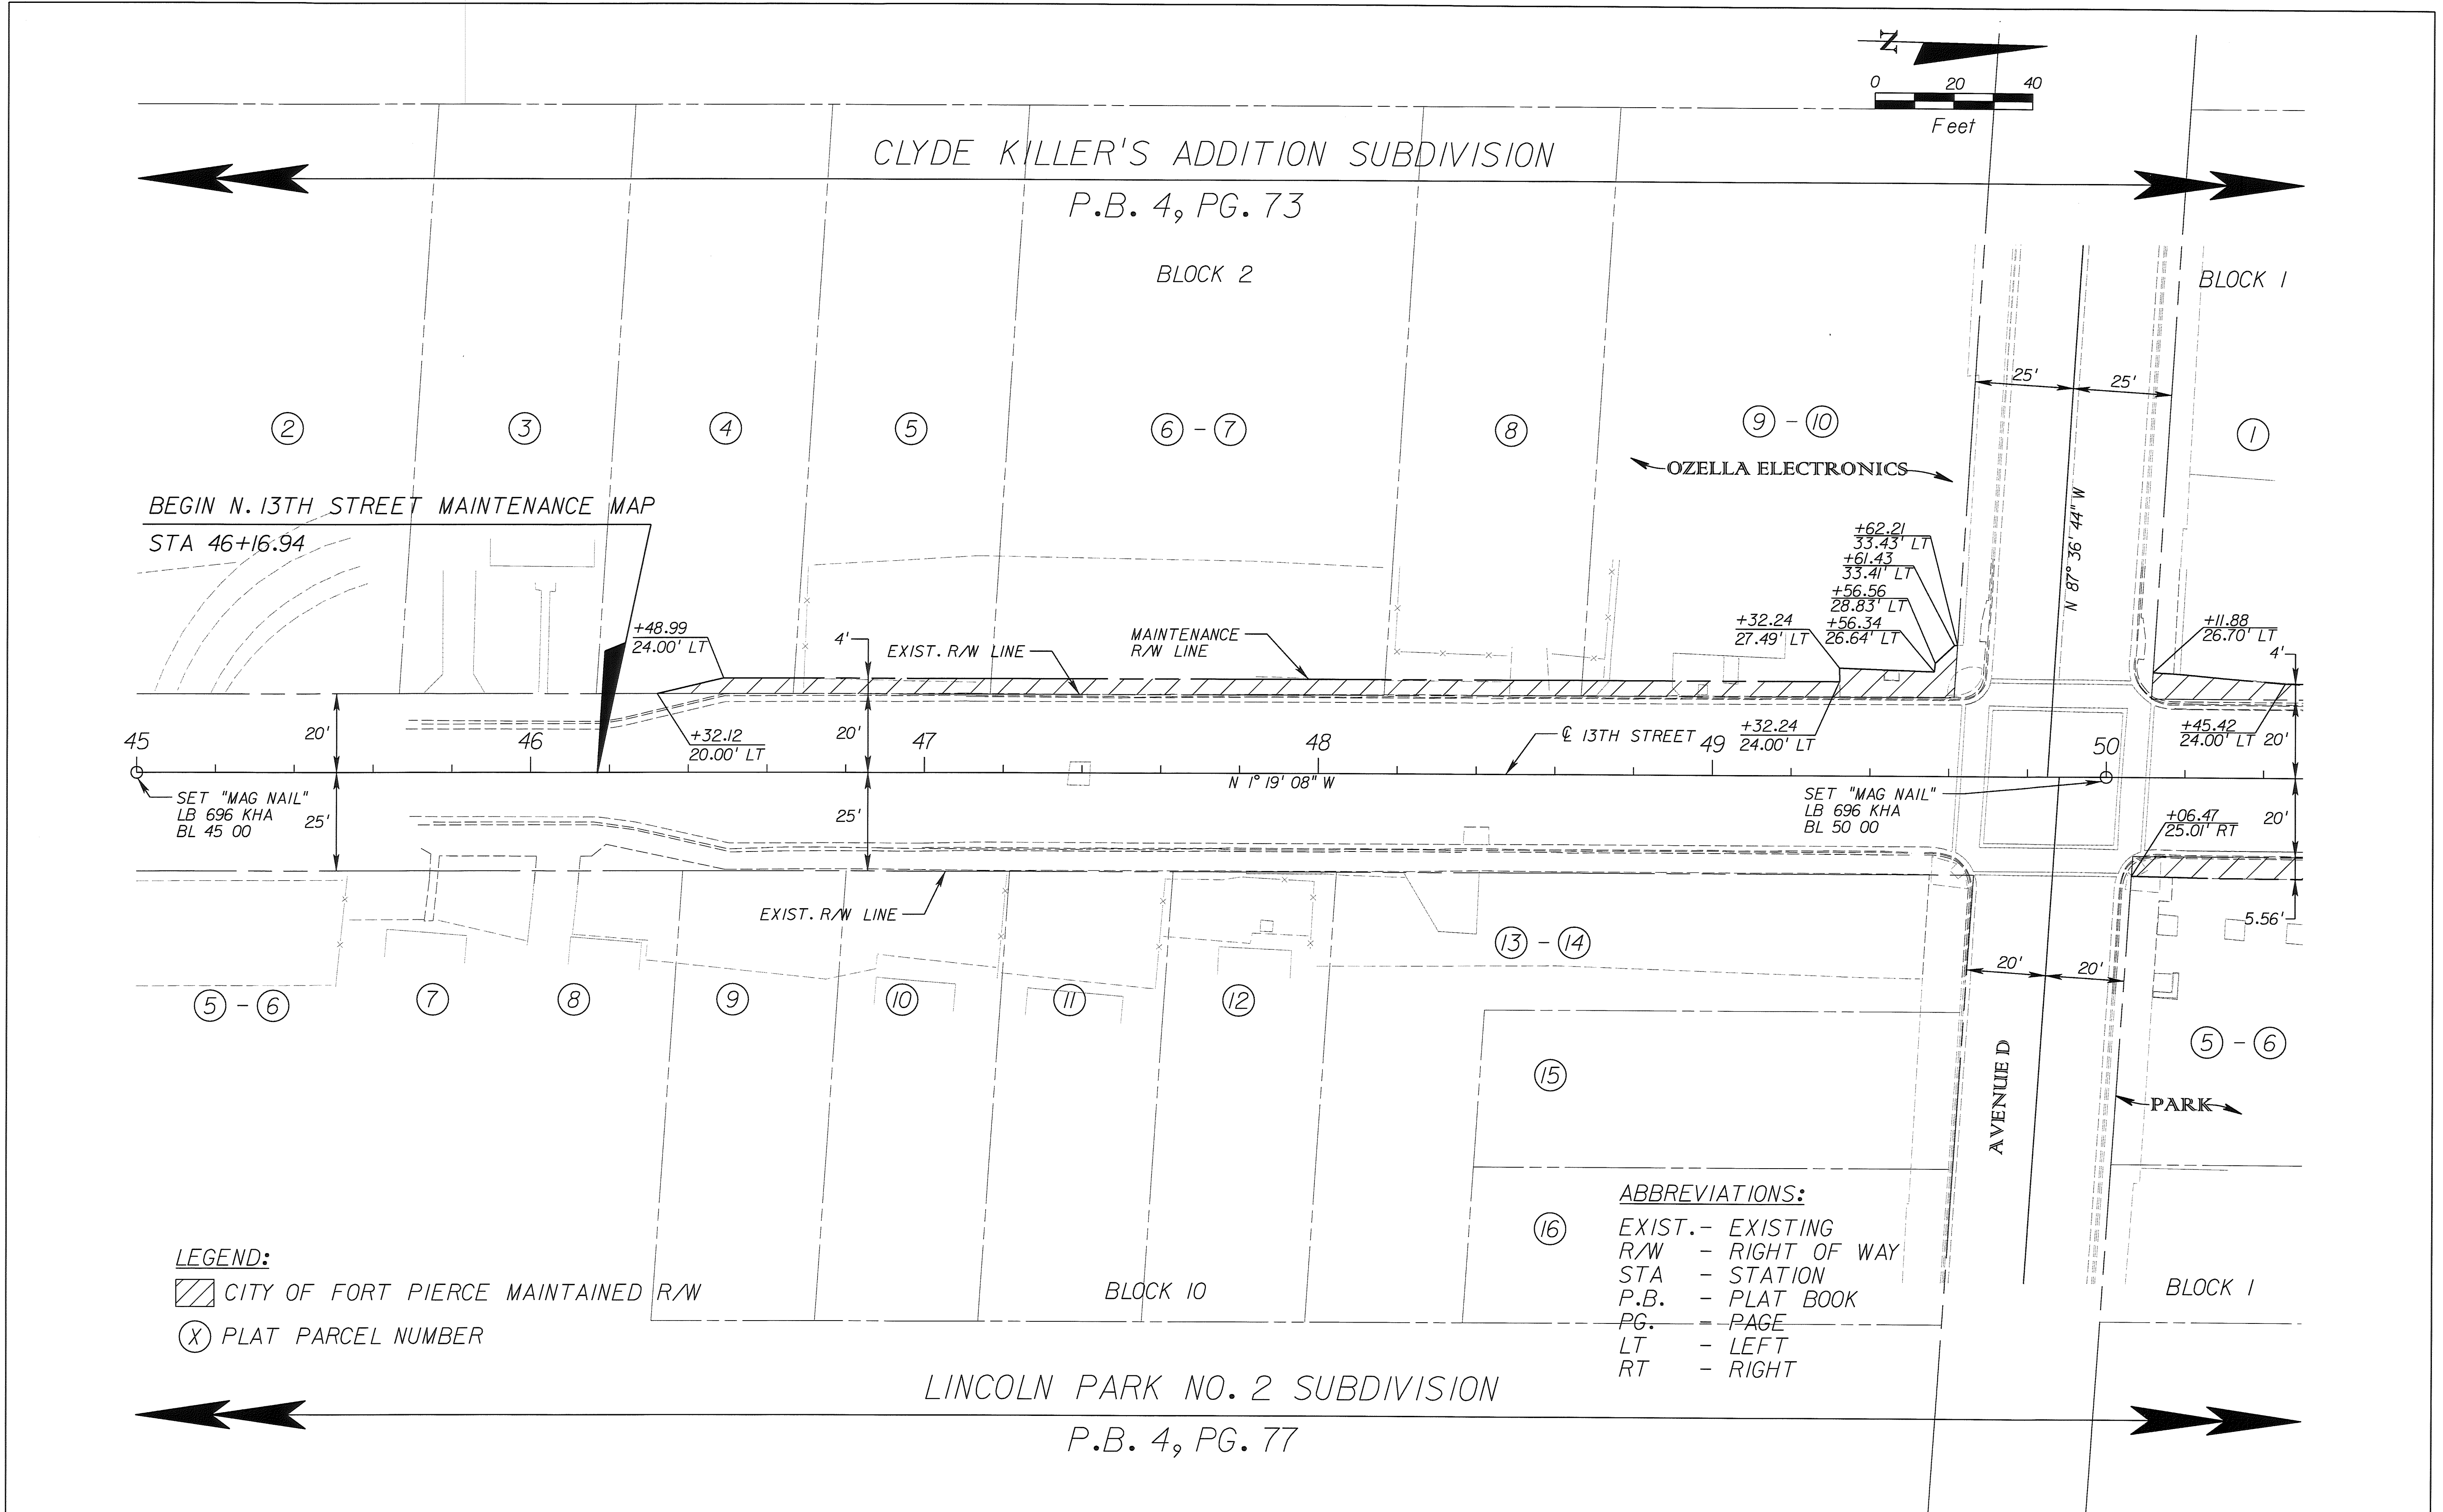 N
0 20 40
Feet
CLYDE KILLER'S ADDITION SUBDIVISION
P.B. 4, PG. 73
BLOCK 2
BLOCK 1
25'
25'
2
3
4
5
6 - 7
8
9 - 10
1
OZELLA ELECTRONICS
BEGIN N. 13TH STREET MAINTENANCE MAP
STA 46+16.94
N 87° 36' 44" W
+62.21
33.43' LT
+61.43
33.41' LT
+56.56
28.83' LT
+56.34
26.64' LT
+32.24
27.49' LT
+48.99
24.00' LT
4'
EXIST. R/W LINE
MAINTENANCE
R/W LINE
+11.88
26.70' LT
4'
20'
+32.12
20.00' LT
20'
℄ 13TH STREET
+32.24
24.00' LT
+45.42
24.00' LT
20'
45
46
47
48
49
50
N 1° 19' 08" W
SET "MAG NAIL"
LB 696 KHA
BL 45 00
25'
25'
SET "MAG NAIL"
LB 696 KHA
BL 50 00
+06.47
25.01' RT
20'
EXIST. R/W LINE
5.56'
13 - 14
20'
20'
5 - 6
7
8
9
10
11
12
5 - 6
15
AVENUE D
PARK
16
ABBREVIATIONS:
EXIST. - EXISTING
R/W - RIGHT OF WAY
STA - STATION
P.B. - PLAT BOOK
PG. - PAGE
LT - LEFT
RT - RIGHT
LEGEND:
CITY OF FORT PIERCE MAINTAINED R/W
X PLAT PARCEL NUMBER
BLOCK 10
BLOCK 1
LINCOLN PARK NO. 2 SUBDIVISION
P.B. 4, PG. 77